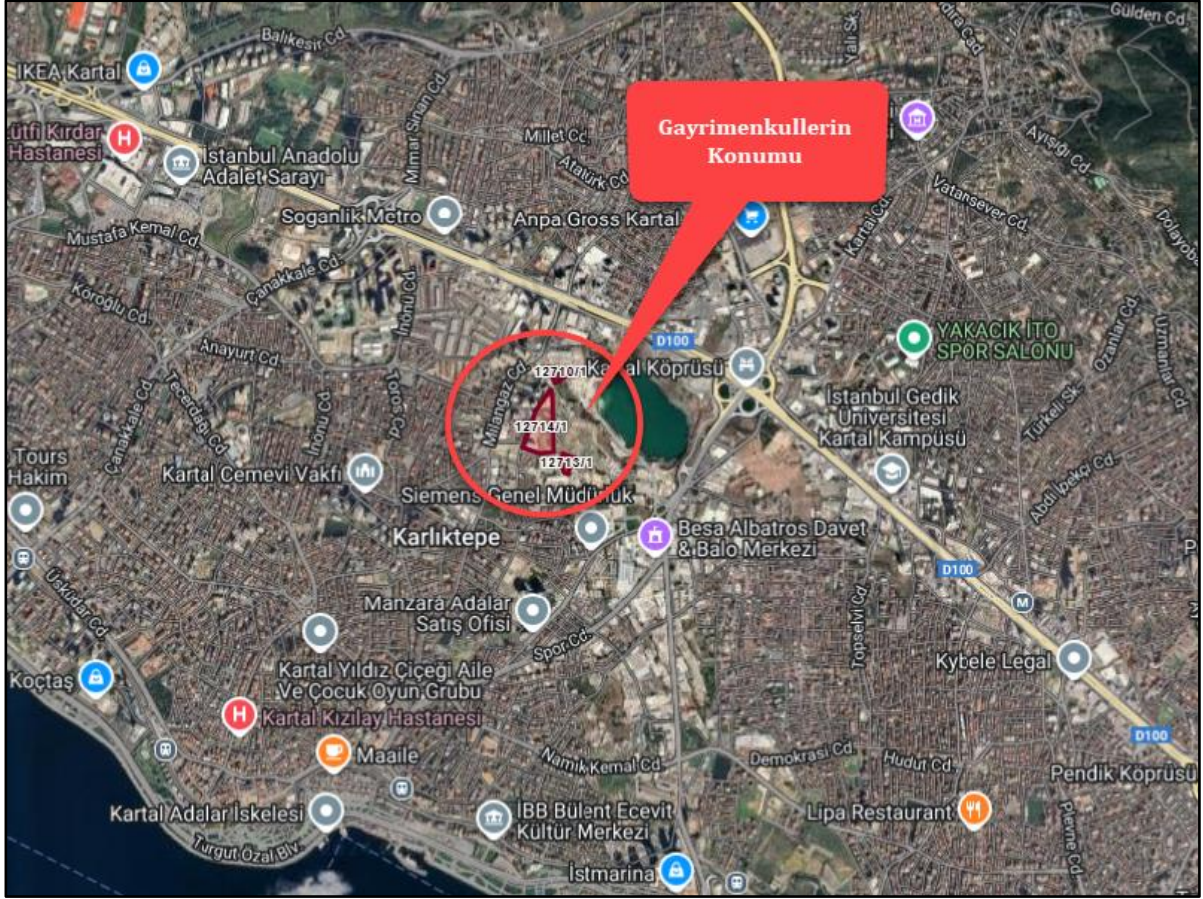 Gülden Cd.
Balıkesir Cd.
IKEA Kartal
Mimar Sinan Cd.
Gayrimenkullerin
Konumu
Lütfi Kırdar
Hastanesi
Millet Cd.
Ayışığı Cd.
İstanbul Anadolu
Adalet Sarayı
Atatürk Cd.
Vatansever Cd.
Soğanlik Metro
Anpa Gross Kartal
Kartal Cd.
Mustafa Kemal Cd.
Çanakkale Cd.
Köroğlu Cd.
İnönü Cd.
Ozanlar Cd.
Uzmanlar Cd.
YAKACIK İTO
SPOR SALONU
D100
Anayurt Cd.
Kartal Köprüsü
12710/1
Milangaz Cd.
Toros Cd.
İstanbul Gedik
Üniversitesi
Kartal Kampüsü
Türkeli Sk.
Çanakkale Cd.
Tecerdağı Cd.
İnönü Cd.
12714/1
12713/1
Tours
Hakim
Kartal Cemevi Vakfı
Abdi İpekçi Cd.
Siemens Genel Müdürlük
Karlıktepe
Besa Albatros Davet
& Balo Merkezi
D100
Üsküdar Cd.
M
Manzara Adalar
Satış Ofisi
Spor Cd.
Topselvi Cd.
Kybele Legal
Koçtaş
Kartal Yıldız Çiçeği Aile
Ve Çocuk Oyun Grubu
H Kartal Kızılay Hastanesi
D100
Maaile
Namık Kemal Cd.
Demokrasi Cd.
Hudut Cd.
Pendik Köprüsü
Kartal Adalar İskelesi
İBB Bülent Ecevit
Kültür Merkezi
Lipa Restaurant
Plevne Cd.
Turgut Özal Blv.
İstmarina